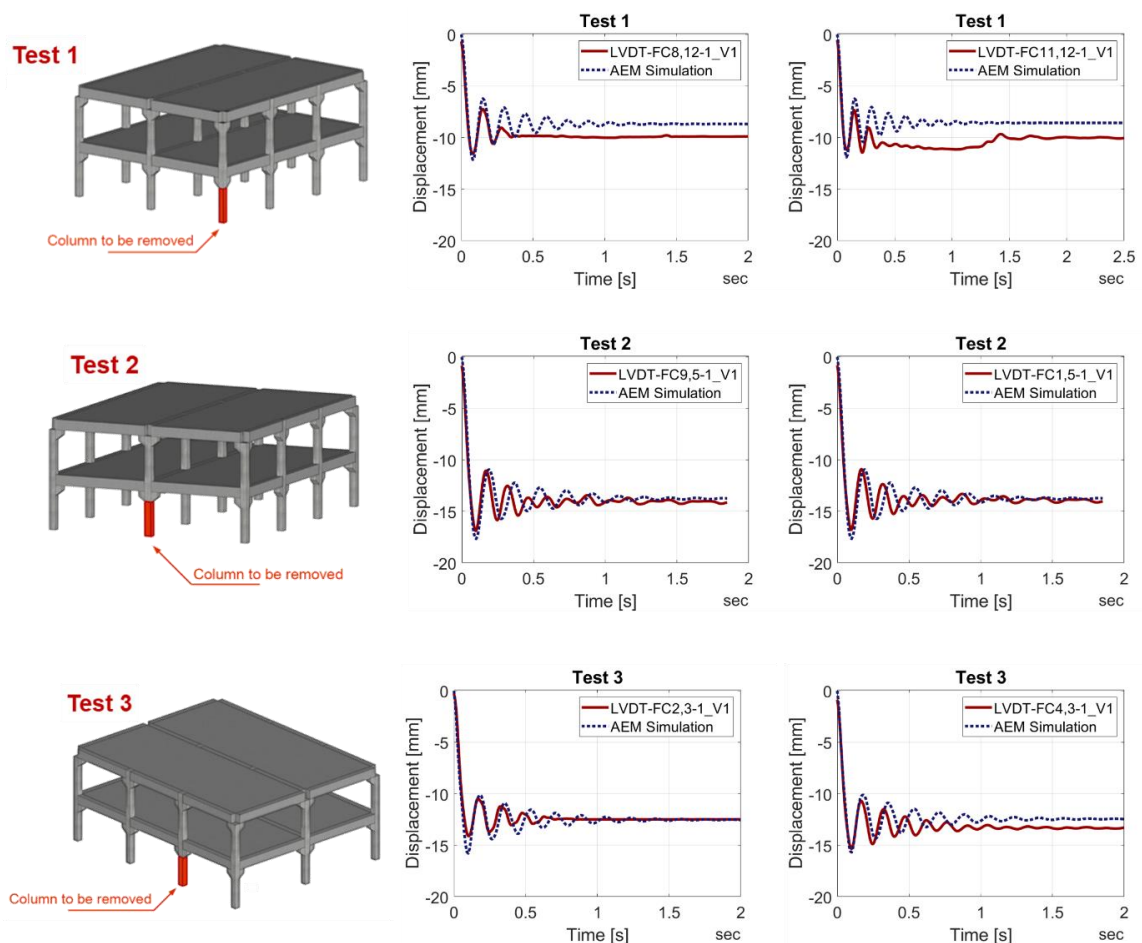 Test 1
Column to be removed
Test 1
LVDT-FC8,12-1_V1
AEM Simulation
Displacement [mm]
0
-5
-10
-15
-20
0
0.5
1
1.5
2
Time [s]
sec
Test 1
LVDT-FC11,12-1_V1
AEM Simulation
Displacement [mm]
0
-5
-10
-15
-20
0
0.5
1
1.5
2
2.5
Time [s]
sec
Test 2
Column to be removed
Test 2
LVDT-FC9,5-1_V1
AEM Simulation
Displacement [mm]
0
-5
-10
-15
-20
0
0.5
1
1.5
2
Time [s]
sec
Test 2
LVDT-FC1,5-1_V1
AEM Simulation
Displacement [mm]
0
-5
-10
-15
-20
0
0.5
1
1.5
2
Time [s]
sec
Test 3
Column to be removed
Test 3
LVDT-FC2,3-1_V1
AEM Simulation
Displacement [mm]
0
-5
-10
-15
-20
0
0.5
1
1.5
2
Time [s]
sec
Test 3
LVDT-FC4,3-1_V1
AEM Simulation
Displacement [mm]
0
-5
-10
-15
-20
0
0.5
1
1.5
2
Time [s]
sec